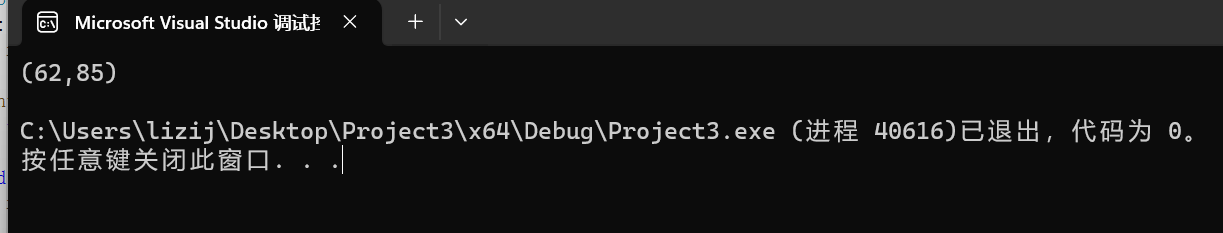 Microsoft Visual Studio 调试
(62,85)
C:\Users\lizij\Desktop\Project3\x64\Debug\Project3.exe (进程 40616)已退出，代码为 0。
按任意键关闭此窗口. . .